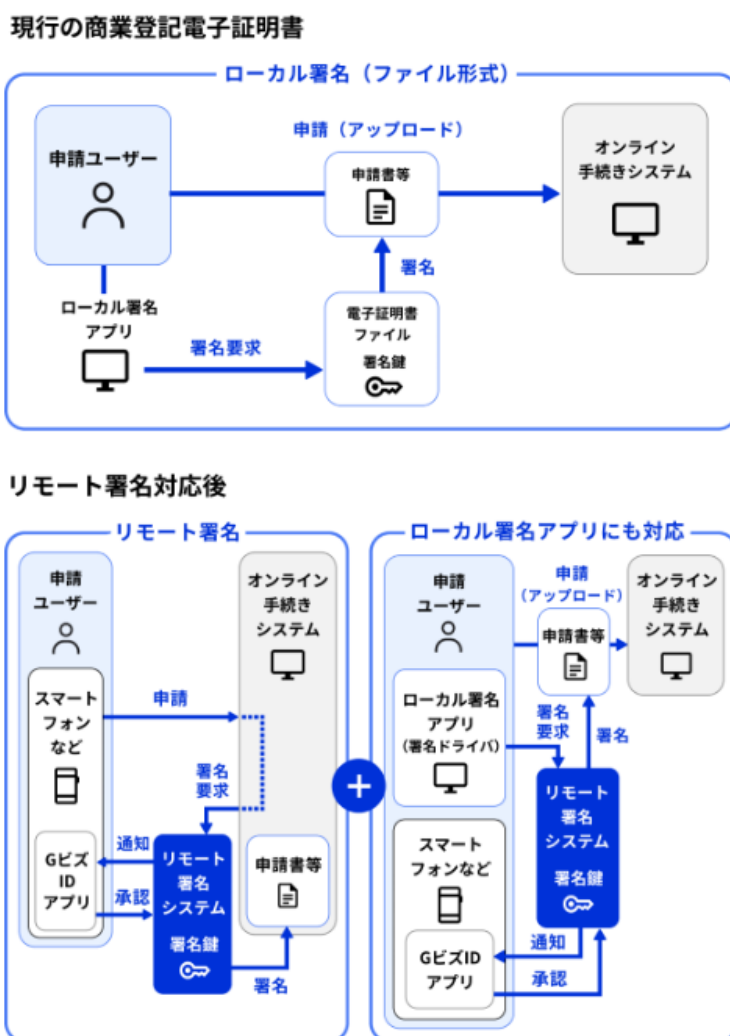 現行の商業登記電子証明書
ローカル署名（ファイル形式）
申請ユーザー
申請（アップロード）
申請書等
オンライン
手続きシステム
署名
ローカル署名
アプリ
署名要求
電子証明書
ファイル
署名鍵
リモート署名対応後
リモート署名
申請
ユーザー
オンライン
手続き
システム
スマート
フォン
など
申請
署名
要求
Gビズ
ID
アプリ
通知
承認
リモート
署名
システム
署名鍵
申請書等
署名
+
ローカル署名アプリにも対応
申請
ユーザー
申請
（アップロード）
申請書等
オンライン
手続き
システム
ローカル署名
アプリ
（署名ドライバ）
署名
要求
署名
リモート
署名
システム
署名鍵
スマート
フォンなど
GビズID
アプリ
通知
承認